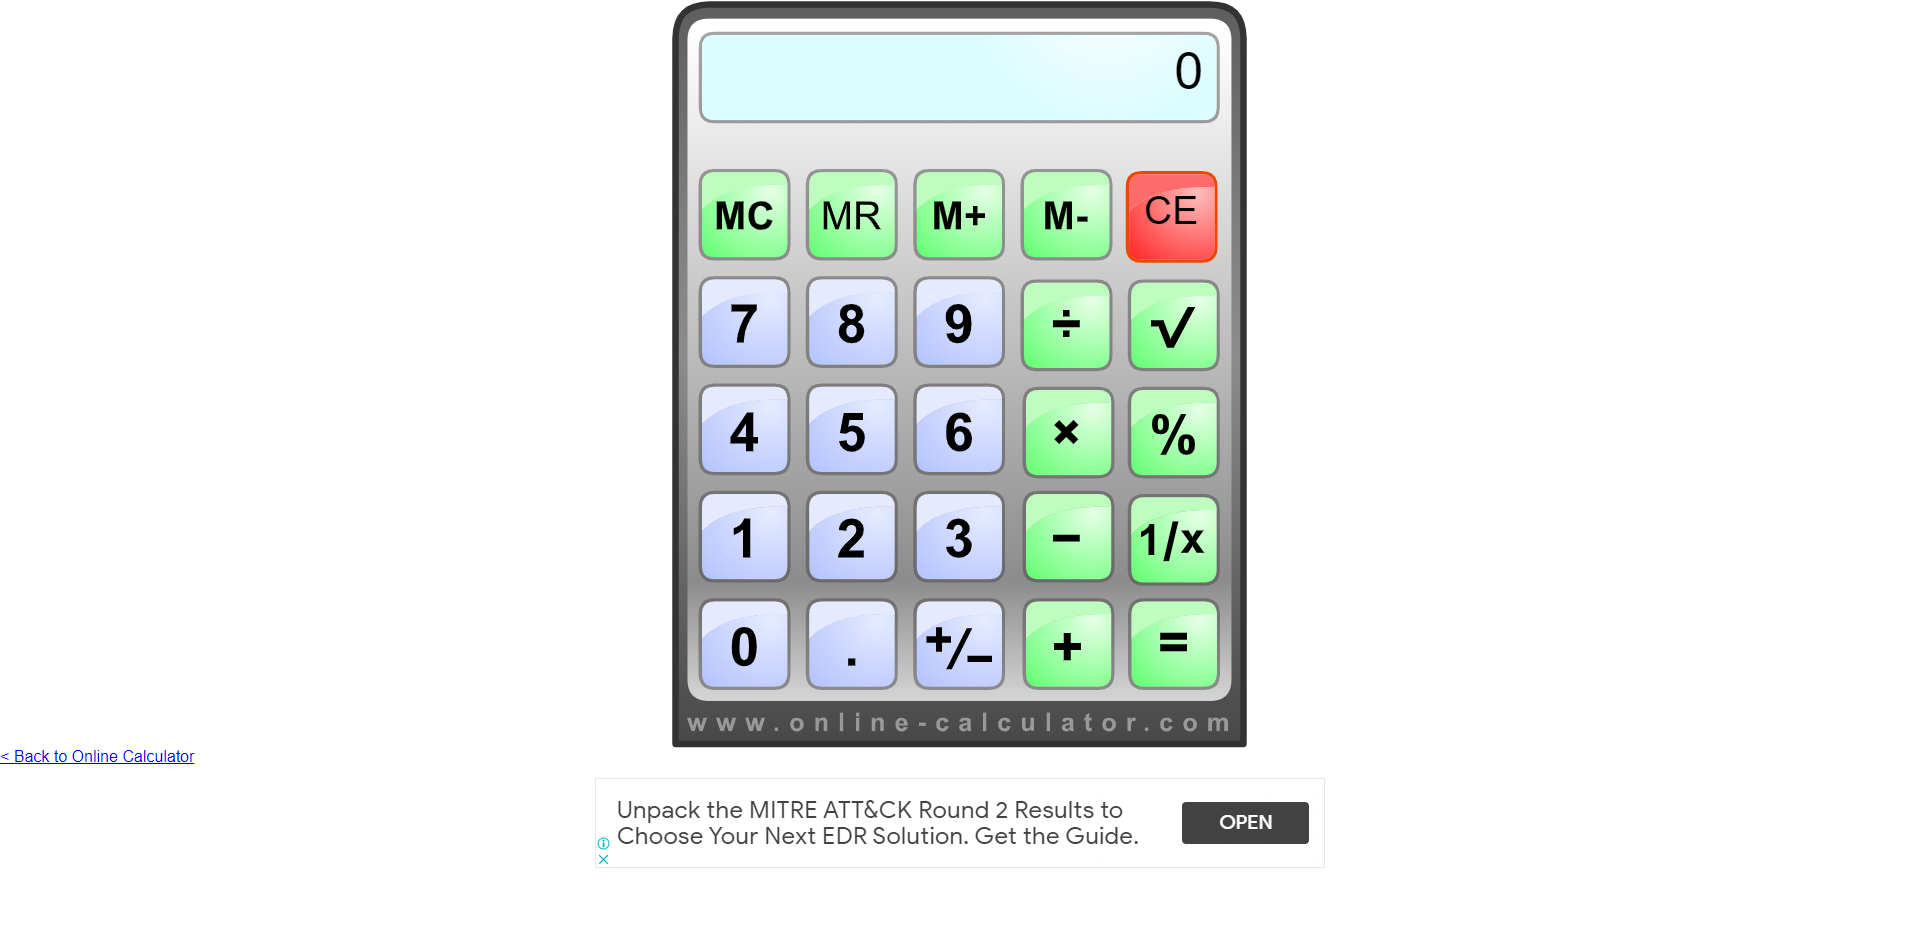 0
MC MR M+ M- CE
7 8 9 ÷ √
4 5 6 × %
1 2 3 − 1/x
0 . +/− + =
www.online-calculator.com
< Back to Online Calculator
Unpack the MITRE ATT&CK Round 2 Results to
Choose Your Next EDR Solution. Get the Guide.
OPEN